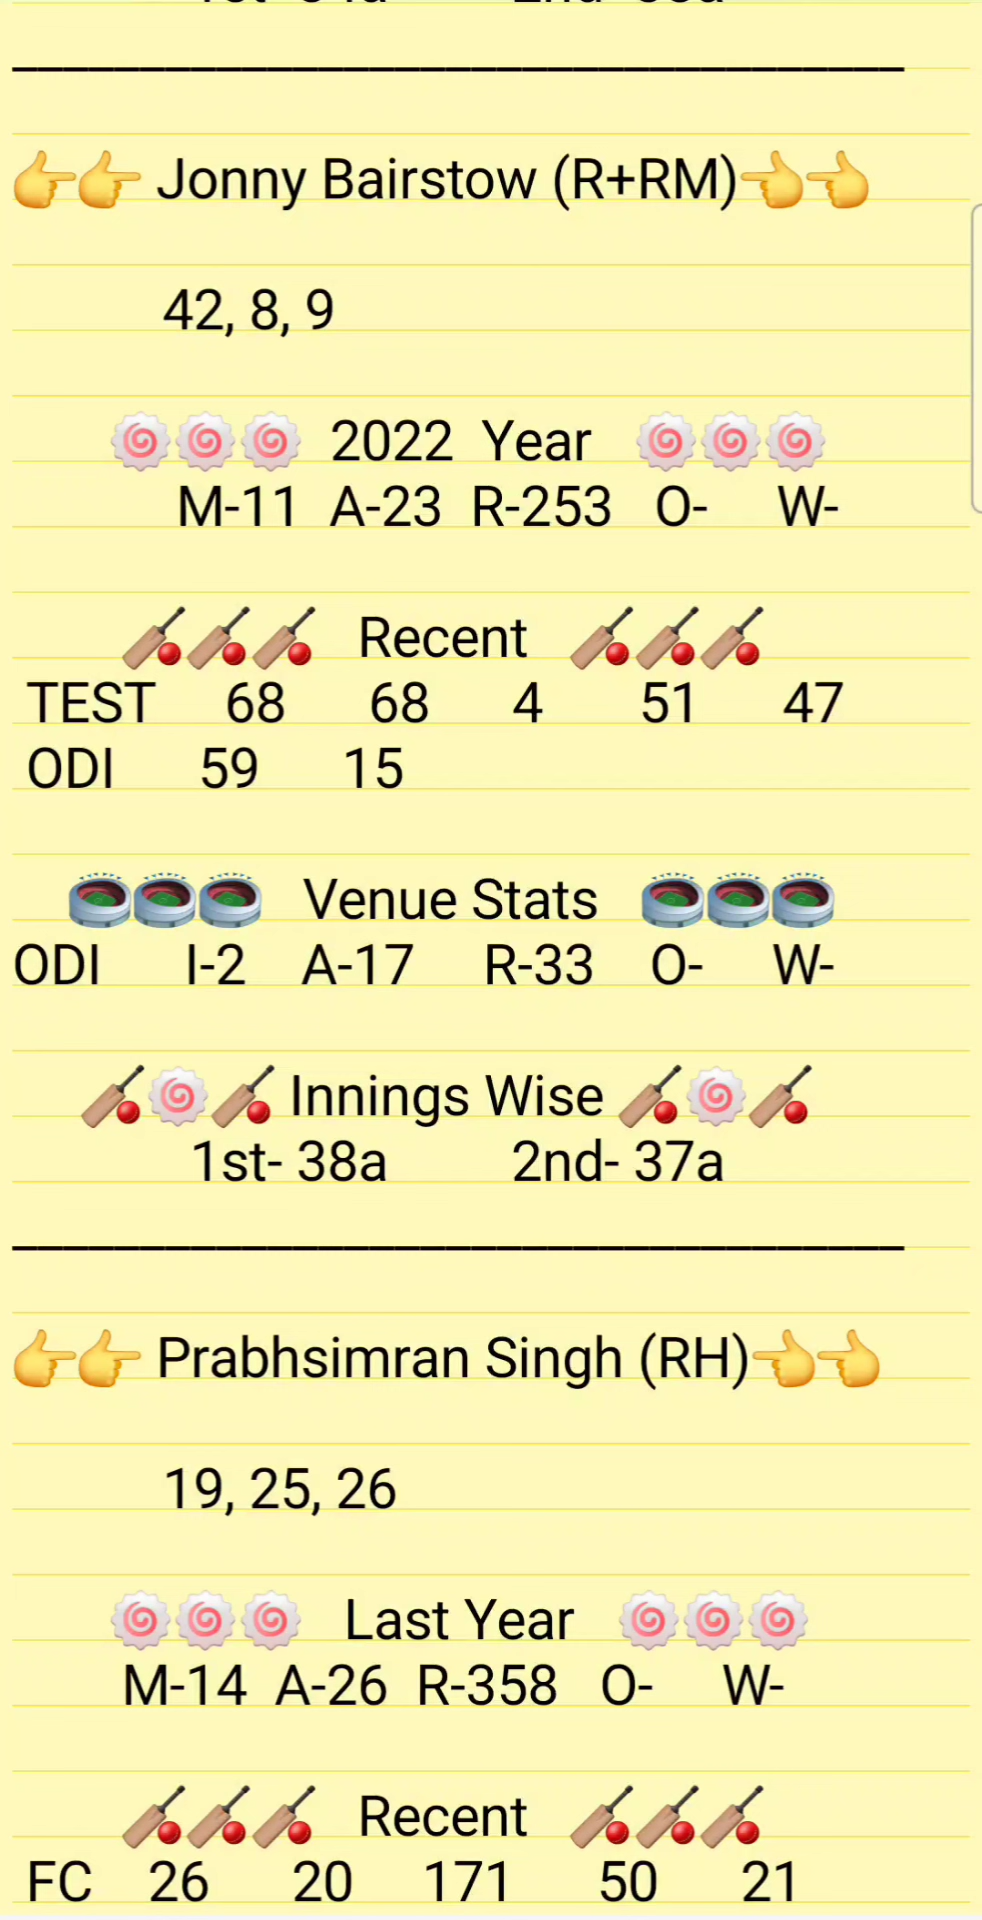 👉👉 Jonny Bairstow (R+RM)👈👈
42, 8, 9
🍥🍥🍥 2022 Year 🍥🍥🍥
M-11 A-23 R-253 O- W-
🏏🏏🏏 Recent 🏏🏏🏏
TEST 68 68 4 51 47
ODI 59 15
🏟️🏟️🏟️ Venue Stats 🏟️🏟️🏟️
ODI I-2 A-17 R-33 O- W-
🏏🍥🏏 Innings Wise 🏏🍥🏏
1st- 38a 2nd- 37a
👉👉 Prabhsimran Singh (RH)👈👈
19, 25, 26
🍥🍥🍥 Last Year 🍥🍥🍥
M-14 A-26 R-358 O- W-
🏏🏏🏏 Recent 🏏🏏🏏
FC 26 20 171 50 21